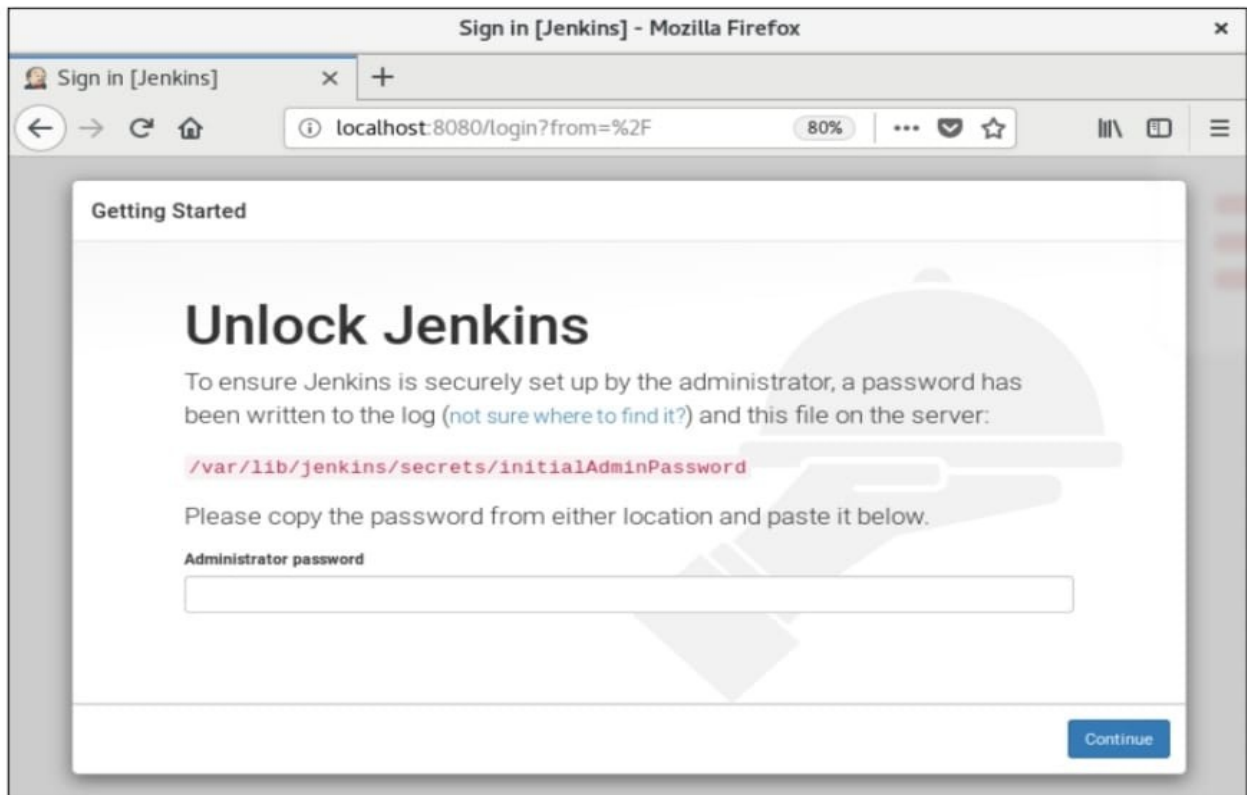 Sign in [Jenkins] - Mozilla Firefox
Sign in [Jenkins]
localhost:8080/login?from=%2F
80%
Getting Started
Unlock Jenkins
To ensure Jenkins is securely set up by the administrator, a password has
been written to the log (not sure where to find it?) and this file on the server:
/var/lib/jenkins/secrets/initialAdminPassword
Please copy the password from either location and paste it below.
Administrator password
Continue